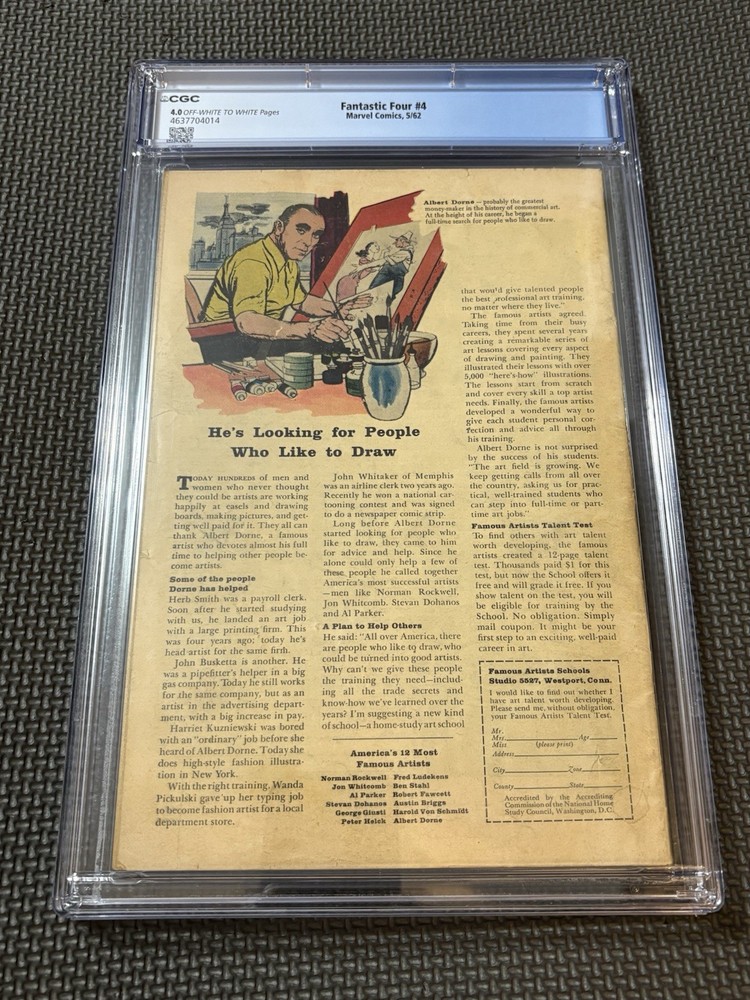 CGC
4.0 OFF-WHITE TO WHITE Pages
4637704014
Fantastic Four #4
Marvel Comics, 5/62
Albert Dorne — probably the greatest
money-maker in the history of commercial art.
At the height of his career, he began a
full-time search for people who like to draw.
He's Looking for People
Who Like to Draw
TODAY HUNDREDS of men and
women who never thought
they could be artists are working
happily at easels and drawing
boards, making pictures, and get-
ting well paid for it. They all can
thank Albert Dorne, a famous
artist who devotes almost his full
time to helping other people be-
come artists.
Some of the people
Dorne has helped
Herb Smith was a payroll clerk.
Soon after he started studying
with us, he landed an art job
with a large printing firm. This
was four years ago; today he's
head artist for the same firm.
John Busketta is another. He
was a pipefitter's helper in a big
gas company. Today he still works
for the same company, but as an
artist in the advertising depart-
ment, with a big increase in pay.
Harriet Kuzniewski was bored
with an "ordinary" job before she
heard of Albert Dorne. Today she
does high-style fashion illustra-
tion in New York.
With the right training, Wanda
Pickulski gave up her typing job
to become fashion artist for a local
department store.
John Whitaker of Memphis
was an airline clerk two years ago.
Recently he won a national car-
tooning contest and was signed
to do a newspaper comic strip.
Long before Albert Dorne
started looking for people who
like to draw, they came to him
for advice and help. Since he
alone could only help a few of
these, people he called together
America's most successful artists
—men like Norman Rockwell,
Jon Whitcomb, Stevan Dohanos
and Al Parker.
A Plan to Help Others
He said: "All over America, there
are people who like to draw, who
could be turned into good artists.
Why can't we give these people
the training they need—includ-
ing all the trade secrets and
know-how we've learned over the
years? I'm suggesting a new kind
of school—a home-study art school
America's 12 Most
Famous Artists
Norman Rockwell Fred Ludekens
Jon Whitcomb Ben Stahl
Al Parker Robert Fawcett
Stevan Dohanos Austin Briggs
George Giusti Harold Von Schmidt
Peter Helck Albert Dorne
that would give talented people
the best professional art training,
no matter where they live."
The famous artists agreed.
Taking time from their busy
careers, they spent several years
creating a remarkable series of
art lessons covering every aspect
of drawing and painting. They
illustrated their lessons with over
5,000 "here's-how" illustrations.
The lessons start from scratch
and cover every skill a top artist
needs. Finally, the famous artists
developed a wonderful way to
give each student personal cor-
rection and advice all through
his training.
Albert Dorne is not surprised
by the success of his students.
"The art field is growing. We
keep getting calls from all over
the country, asking us for prac-
tical, well-trained students who
can step into full-time or part-
time art jobs."
Famous Artists Talent Test
To find others with art talent
worth developing, the famous
artists created a 12-page talent
test. Thousands paid $1 for this
test, but now the School offers it
free and will grade it free. If you
show talent on the test, you will
be eligible for training by the
School. No obligation. Simply
mail coupon. It might be your
first step to an exciting, well-paid
career in art.
Famous Artists Schools
Studio 5527, Westport, Conn.
I would like to find out whether I
have art talent worth developing.
Please send me, without obligation,
your Famous Artists Talent Test.
Mr.
Mrs. Age
Miss (please print)
Address
City Zone
County State
Accredited by the Accrediting
Commission of the National Home
Study Council, Washington, D.C.